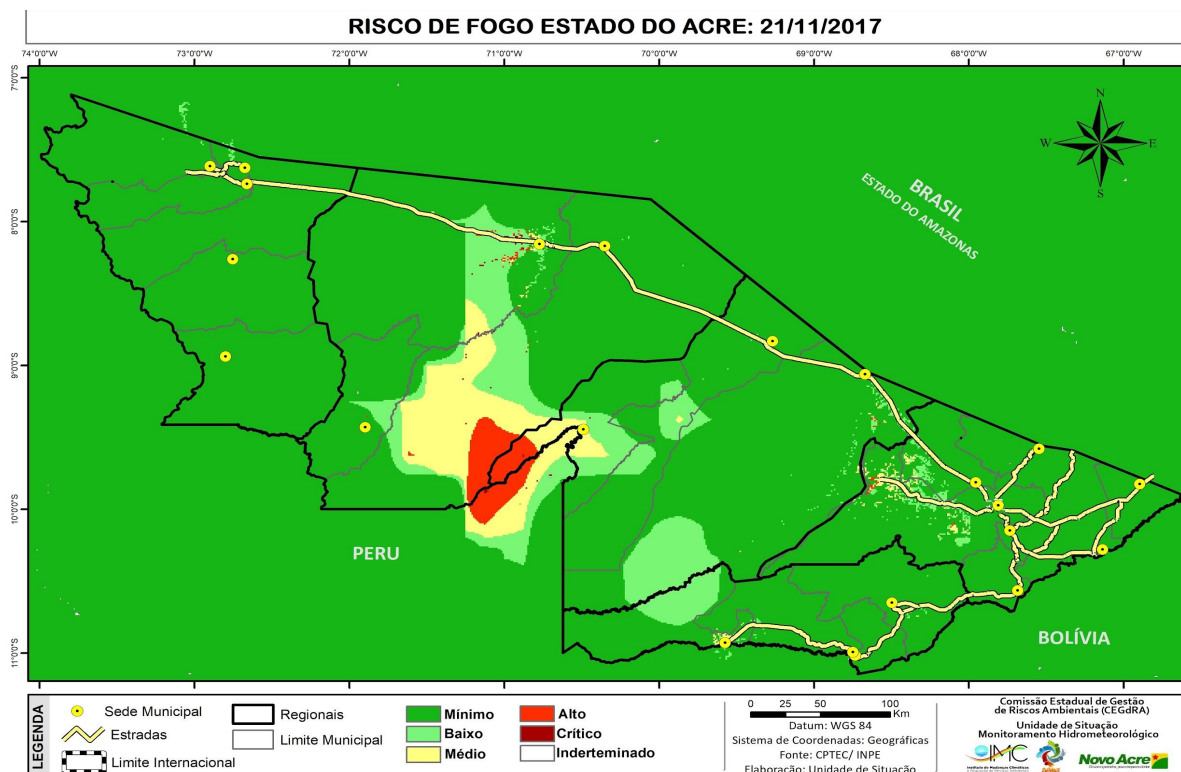 RISCO DE FOGO ESTADO DO ACRE: 21/11/2017
74°0'0"W 73°0'0"W 72°0'0"W 71°0'0"W 70°0'0"W 69°0'0"W 68°0'0"W 67°0'0"W
7°0'0"S
8°0'0"S
9°0'0"S
10°0'0"S
11°0'0"S
N
W E
S
BRASIL
ESTADO DO AMAZONAS
PERU
BOLÍVIA
LEGENDA
Sede Municipal
Estradas
Limite Internacional
Regionais
Limite Municipal
Mínimo
Baixo
Médio
Alto
Crítico
Inderteminado
0 25 50 100
Km
Datum: WGS 84
Sistema de Coordenadas: Geográficas
Fonte: CPTEC/ INPE
Elaboração: Unidade de Situação
Comissão Estadual de Gestão
de Riscos Ambientais (CEGdRA)
Unidade de Situação
Monitoramento Hidrometeorológico
IMC
Novo Acre